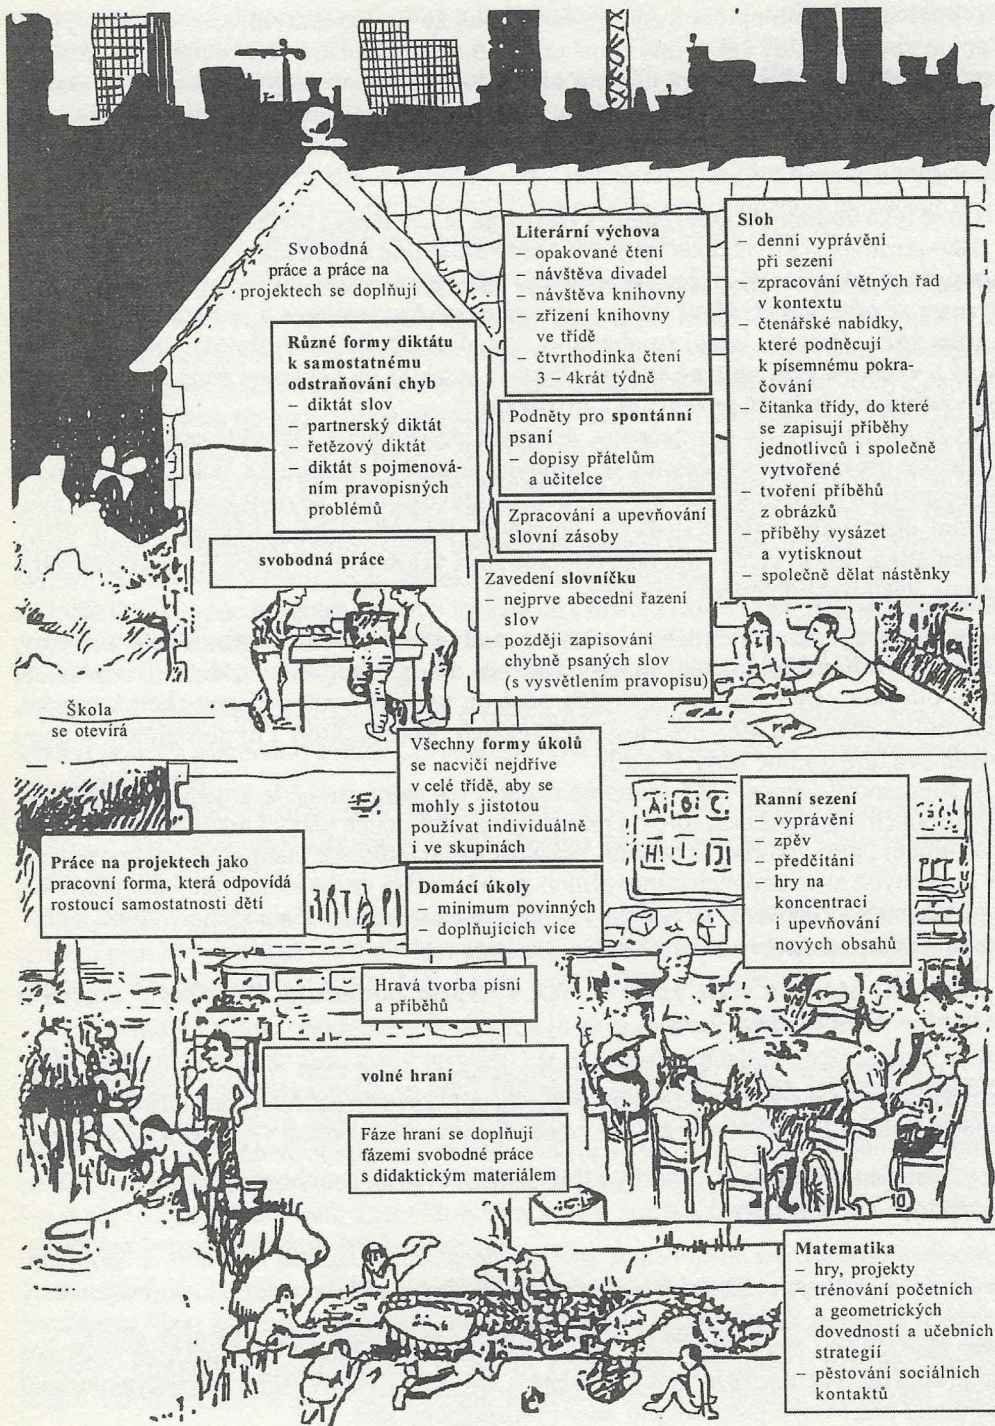 Svobodná
práce a práce na
projektech se doplňují
Různé formy diktátu
k samostatnému
odstraňování chyb
– diktát slov
– partnerský diktát
– řetězový diktát
– diktát s pojmenová-
ním pravopisných
problémů
svobodná práce
Literární výchova
– opakované čtení
– návštěva divadel
– návštěva knihovny
– zřízení knihovny
ve třídě
– čtvrthodinka čtení
3 – 4krát týdně
Podněty pro spontánní
psaní
– dopisy přátelům
a učitelce
Zpracování a upevňování
slovní zásoby
Zavedení slovníčku
– nejprve abecední řazení
slov
– později zapisování
chybně psaných slov
(s vysvětlením pravopisu)
Sloh
– denní vyprávění
při sezení
– zpracování větných řad
v kontextu
– čtenářské nabídky,
které podněcují
k písemnému pokra-
čování
– čítanka třídy, do které
se zapisují příběhy
jednotlivců i společně
vytvořené
– tvoření příběhů
z obrázků
– příběhy vysázet
a vytisknout
– společně dělat nástěnky
Škola
se otevírá
Všechny formy úkolů
se nacvičí nejdříve
v celé třídě, aby se
mohly s jistotou
používat individuálně
i ve skupinách
A B C
H I J
Ranní sezení
– vyprávění
– zpěv
– předčítání
– hry na
koncentraci
i upevňování
nových obsahů
Práce na projektech jako
pracovní forma, která odpovídá
rostoucí samostatnosti dětí
Domácí úkoly
– minimum povinných
– doplňujících více
Hravá tvorba písní
a příběhů
volné hraní
Fáze hraní se doplňují
fázemi svobodné práce
s didaktickým materiálem
Matematika
– hry, projekty
– trénování početních
a geometrických
dovedností a učebních
strategií
– pěstování sociálních
kontaktů